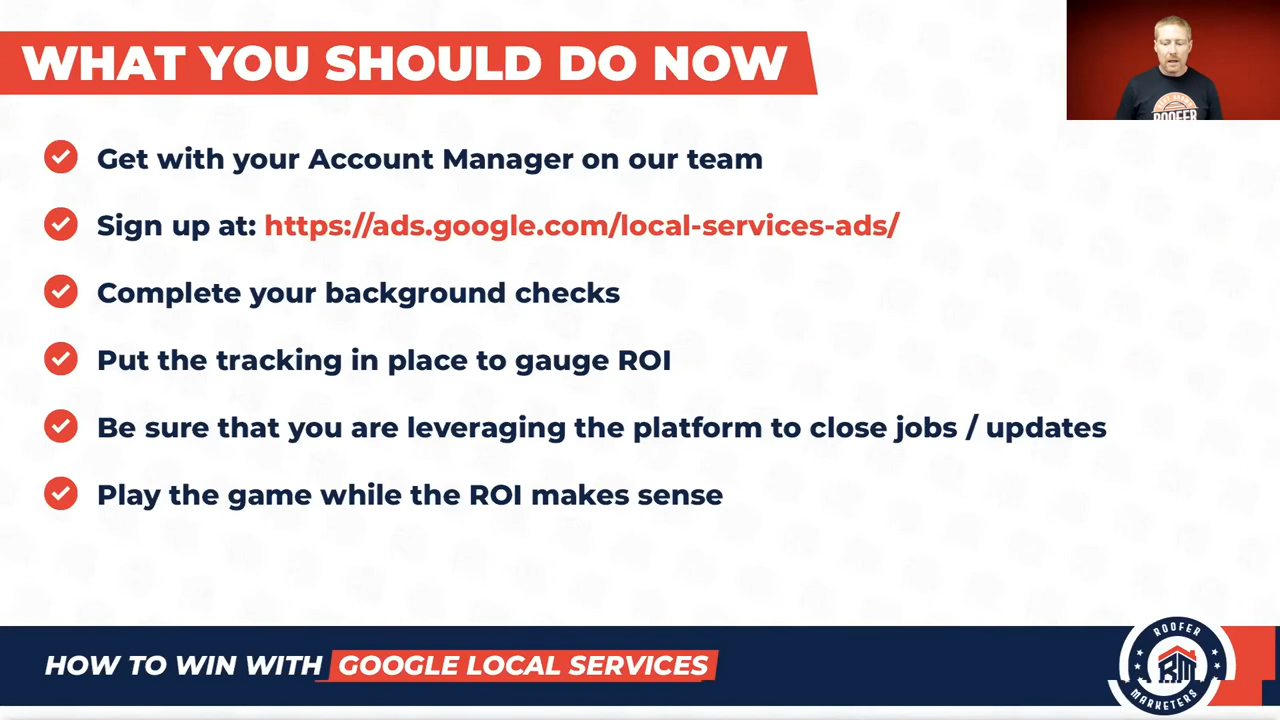 WHAT YOU SHOULD DO NOW
Get with your Account Manager on our team
Sign up at: https://ads.google.com/local-services-ads/
Complete your background checks
Put the tracking in place to gauge ROI
Be sure that you are leveraging the platform to close jobs / updates
Play the game while the ROI makes sense
HOW TO WIN WITH GOOGLE LOCAL SERVICES
ROOFER
RM
MARKETERS
ROOFER